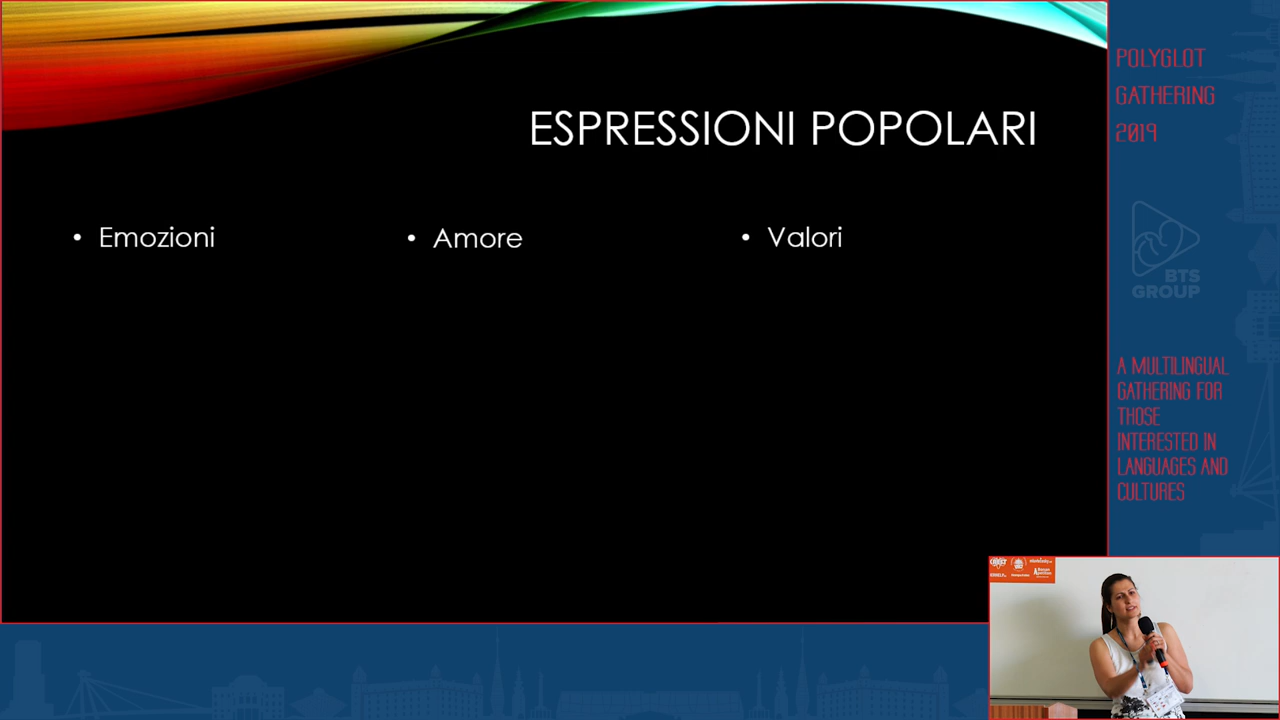 ESPRESSIONI POPOLARI
• Emozioni
• Amore
• Valori
POLYGLOT
GATHERING
2019
BTS
GROUP
A MULTILINGUAL
GATHERING FOR
THOSE
INTERESTED IN
LANGUAGES AND
CULTURES